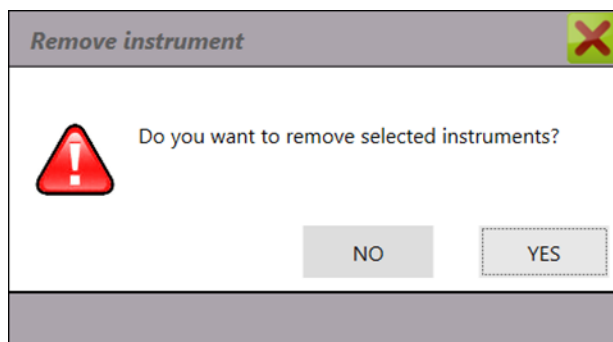 Remove instrument
Do you want to remove selected instruments?
NO YES